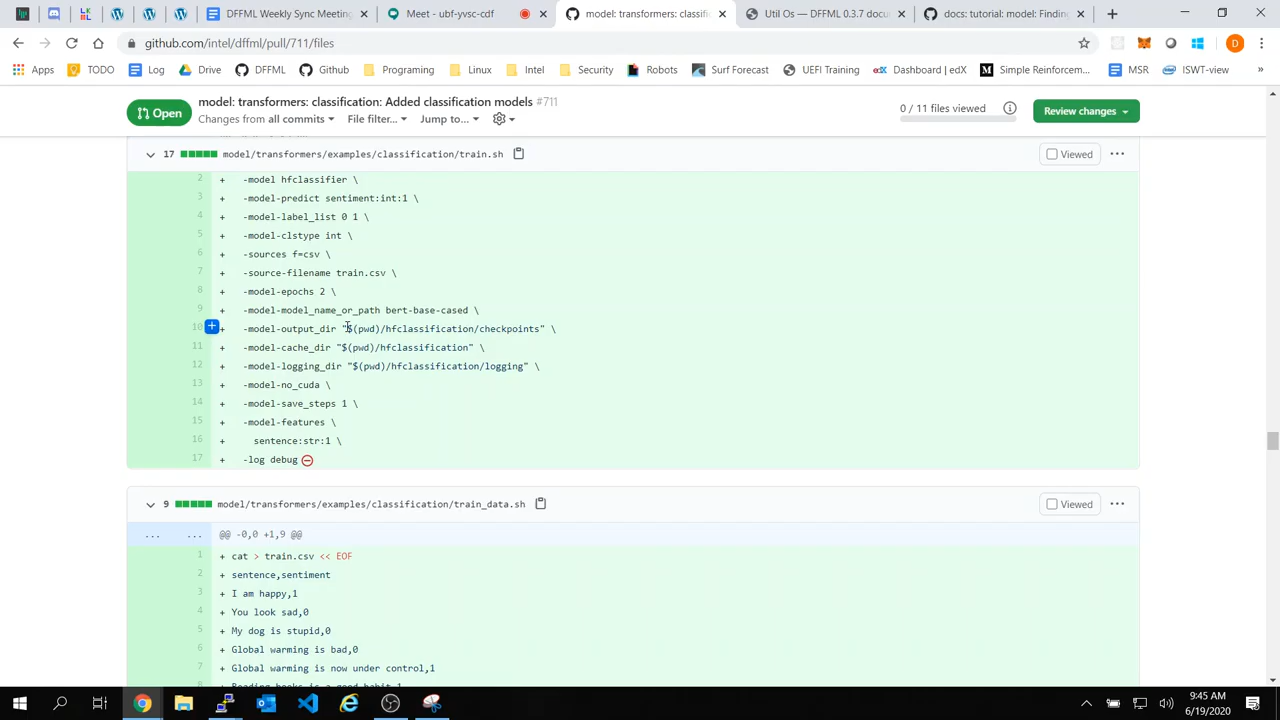 DFFML Weekly Sync Meeting
Meet - ubf-yysc-cdf
model: transformers: classifi
Util Os — DFFML 0.3.7 docu
docs: tutorial: model: Finding
github.com/intel/dffml/pull/711/files
D
Apps
TODO
Log
Drive
DFFML
Github
Programming
Linux
Intel
Security
Robots
Surf Forecast
UEFI Training
Dashboard | edX
Simple Reinforcem...
MSR
ISWT-view
»
Open
model: transformers: classification: Added classification models #711
Changes from all commits
File filter...
Jump to...
0 / 11 files viewed
Review changes
17 model/transformers/examples/classification/train.sh
Viewed
2 + -model hfclassifier \
3 + -model-predict sentiment:int:1 \
4 + -model-label_list 0 1 \
5 + -model-clstype int \
6 + -sources f=csv \
7 + -source-filename train.csv \
8 + -model-epochs 2 \
9 + -model-model_name_or_path bert-base-cased \
10 + -model-output_dir "$(pwd)/hfclassification/checkpoints" \
11 + -model-cache_dir "$(pwd)/hfclassification" \
12 + -model-logging_dir "$(pwd)/hfclassification/logging" \
13 + -model-no_cuda \
14 + -model-save_steps 1 \
15 + -model-features \
16 + sentence:str:1 \
17 + -log debug
9 model/transformers/examples/classification/train_data.sh
Viewed
... ... @@ -0,0 +1,9 @@
1 + cat > train.csv << EOF
2 + sentence,sentiment
3 + I am happy,1
4 + You look sad,0
5 + My dog is stupid,0
6 + Global warming is bad,0
7 + Global warming is now under control,1
8 + Reading books is a good habit,1
9:45 AM
6/19/2020